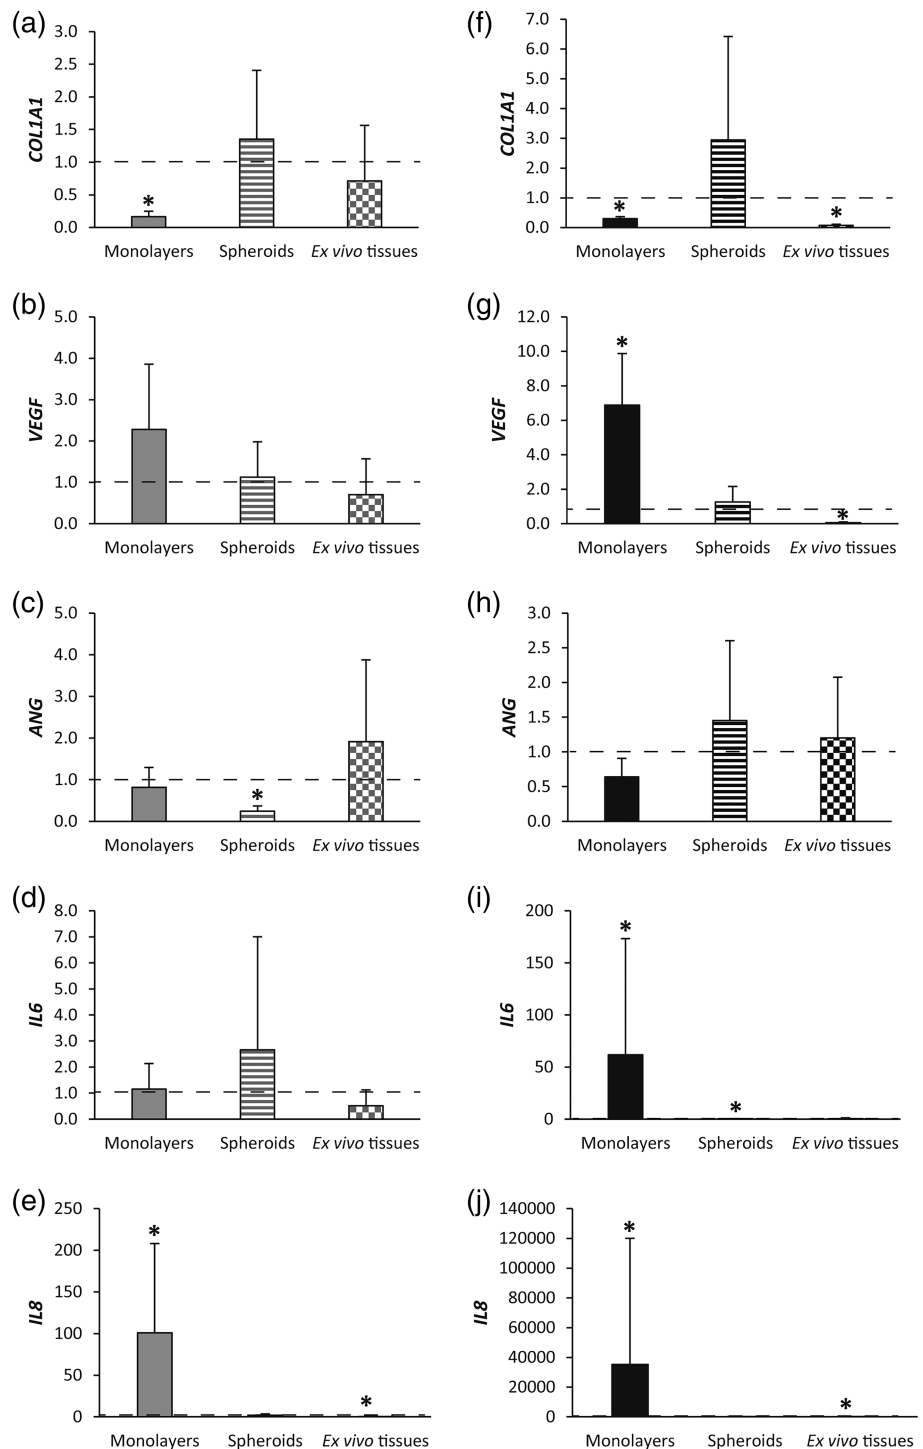 (a)
3.0
2.5
2.0
1.5
1.0
0.5
0.0
COL1A1
*
Monolayers Spheroids Ex vivo tissues
(f)
7.0
6.0
5.0
4.0
3.0
2.0
1.0
0.0
COL1A1
* *
Monolayers Spheroids Ex vivo tissues
(b)
5.0
4.0
3.0
2.0
1.0
0.0
VEGF
Monolayers Spheroids Ex vivo tissues
(g)
12.0
10.0
8.0
6.0
4.0
2.0
0.0
VEGF
* *
Monolayers Spheroids Ex vivo tissues
(c)
5.0
4.0
3.0
2.0
1.0
0.0
ANG
*
Monolayers Spheroids Ex vivo tissues
(h)
3.0
2.5
2.0
1.5
1.0
0.5
0.0
ANG
Monolayers Spheroids Ex vivo tissues
(d)
8.0
7.0
6.0
5.0
4.0
3.0
2.0
1.0
0.0
IL6
Monolayers Spheroids Ex vivo tissues
(i)
200
150
100
50
0
IL6
* *
Monolayers Spheroids Ex vivo tissues
(e)
250
200
150
100
50
0
IL8
* *
Monolayers Spheroids Ex vivo tissues
(j)
140000
120000
100000
80000
60000
40000
20000
0
IL8
* *
Monolayers Spheroids Ex vivo tissues